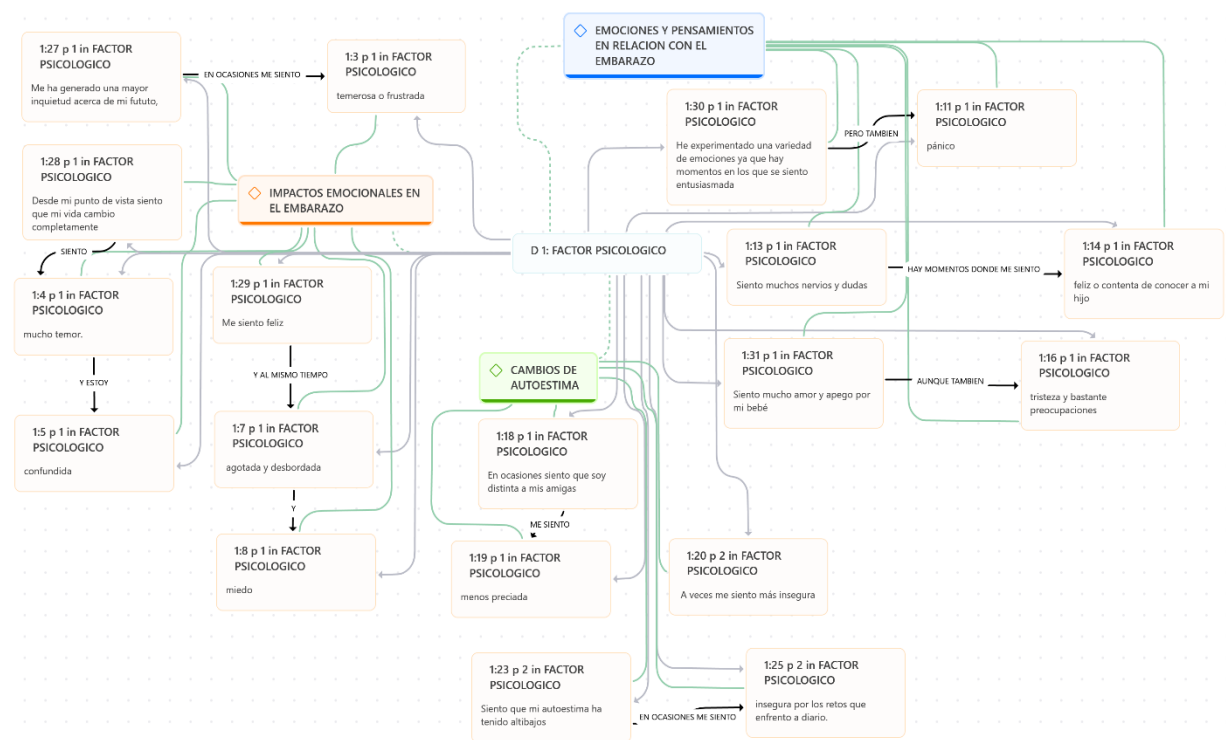 EMOCIONES Y PENSAMIENTOS
EN RELACION CON EL
EMBARAZO
1:27 p 1 in FACTOR
PSICOLOGICO
Me ha generado una mayor
inquietud acerca de mi fututo,
EN OCASIONES ME SIENTO
1:3 p 1 in FACTOR
PSICOLOGICO
temerosa o frustrada
1:30 p 1 in FACTOR
PSICOLOGICO
He experimentado una variedad
de emociones ya que hay
momentos en los que se siento
entusiasmada
PERO TAMBIEN
1:11 p 1 in FACTOR
PSICOLOGICO
pánico
1:28 p 1 in FACTOR
PSICOLOGICO
Desde mi punto de vista siento
que mi vida cambio
completamente
IMPACTOS EMOCIONALES EN
EL EMBARAZO
D 1: FACTOR PSICOLOGICO
1:13 p 1 in FACTOR
PSICOLOGICO
Siento muchos nervios y dudas
HAY MOMENTOS DONDE ME SIENTO
1:14 p 1 in FACTOR
PSICOLOGICO
feliz o contenta de conocer a mi
hijo
SIENTO
1:4 p 1 in FACTOR
PSICOLOGICO
mucho temor.
1:29 p 1 in FACTOR
PSICOLOGICO
Me siento feliz
Y ESTOY
Y AL MISMO TIEMPO
CAMBIOS DE
AUTOESTIMA
1:31 p 1 in FACTOR
PSICOLOGICO
Siento mucho amor y apego por
mi bebé
AUNQUE TAMBIEN
1:16 p 1 in FACTOR
PSICOLOGICO
tristeza y bastante
preocupaciones
1:5 p 1 in FACTOR
PSICOLOGICO
confundida
1:7 p 1 in FACTOR
PSICOLOGICO
agotada y desbordada
1:18 p 1 in FACTOR
PSICOLOGICO
En ocasiones siento que soy
distinta a mis amigas
Y
ME SIENTO
1:8 p 1 in FACTOR
PSICOLOGICO
miedo
1:19 p 1 in FACTOR
PSICOLOGICO
menos preciada
1:20 p 2 in FACTOR
PSICOLOGICO
A veces me siento más insegura
1:23 p 2 in FACTOR
PSICOLOGICO
Siento que mi autoestima ha
tenido altibajos
EN OCASIONES ME SIENTO
1:25 p 2 in FACTOR
PSICOLOGICO
insegura por los retos que
enfrento a diario.